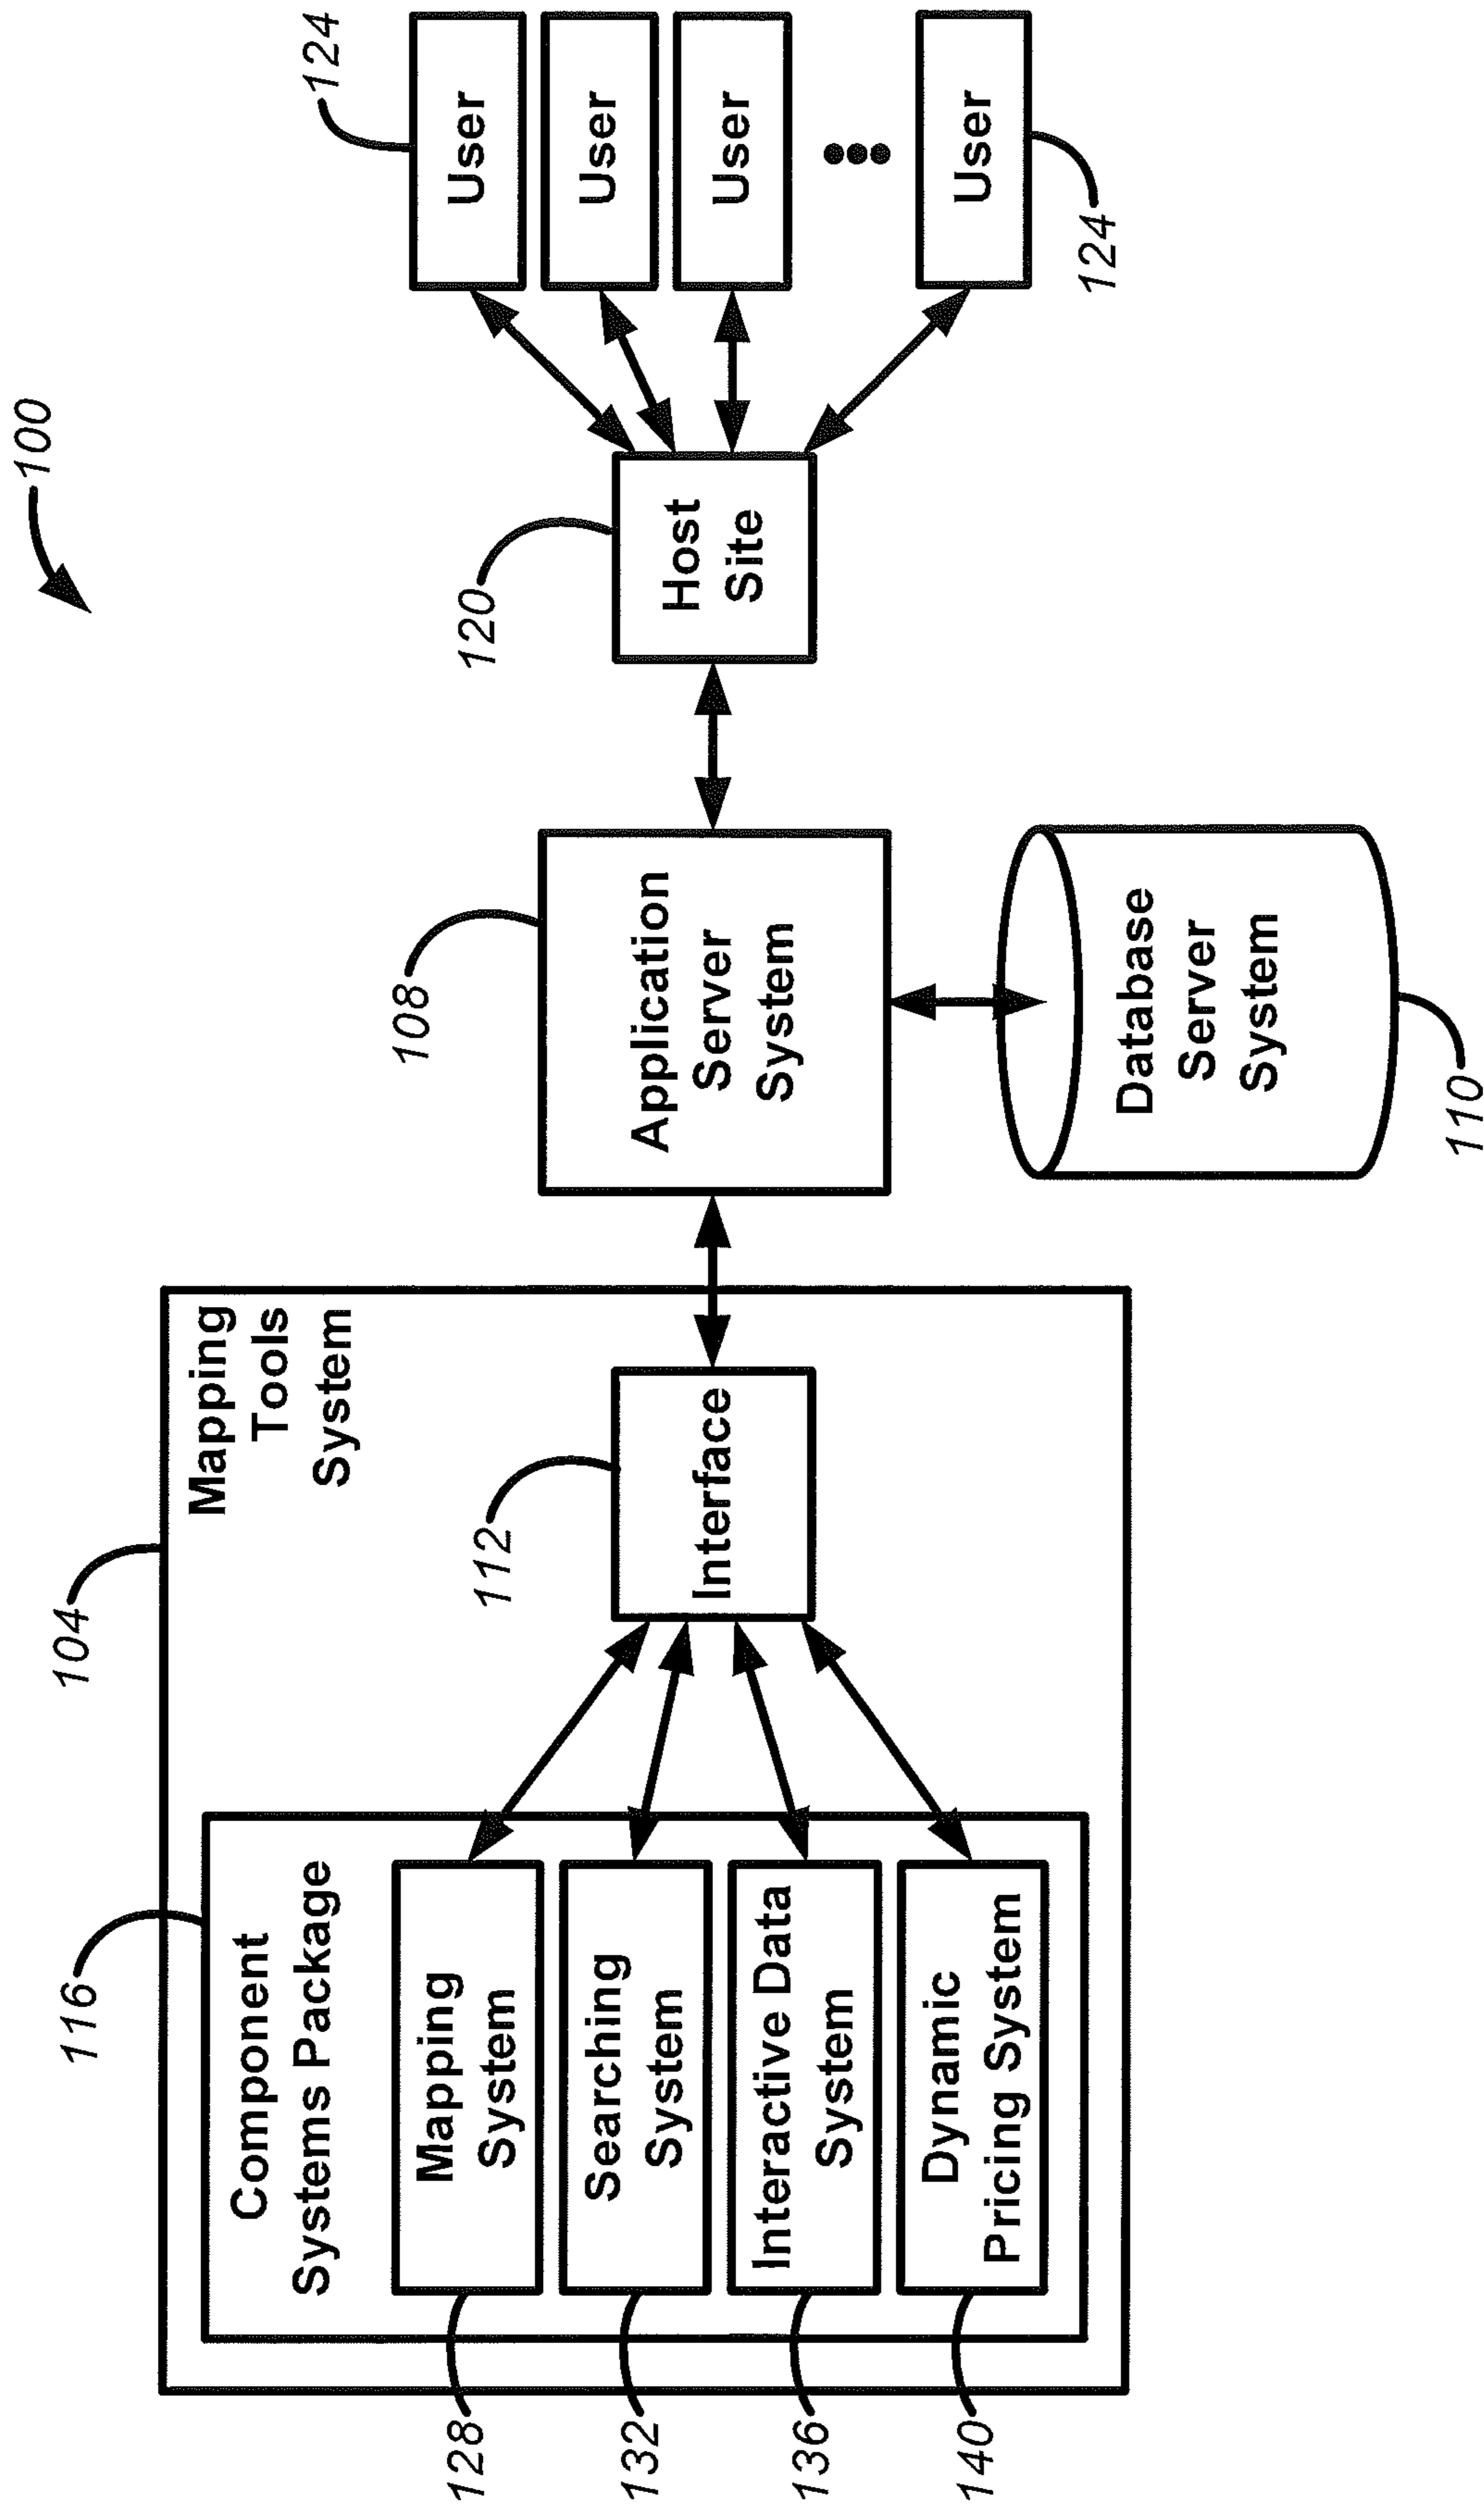 100
104
Mapping
Tools
System
116
Component
Systems Package
128
Mapping
System
132
Searching
System
136
Interactive Data
System
140
Dynamic
Pricing System
112
Interface
108
Application
Server
System
Database
Server
System
110
120
Host
Site
124
User
User
User
User
124